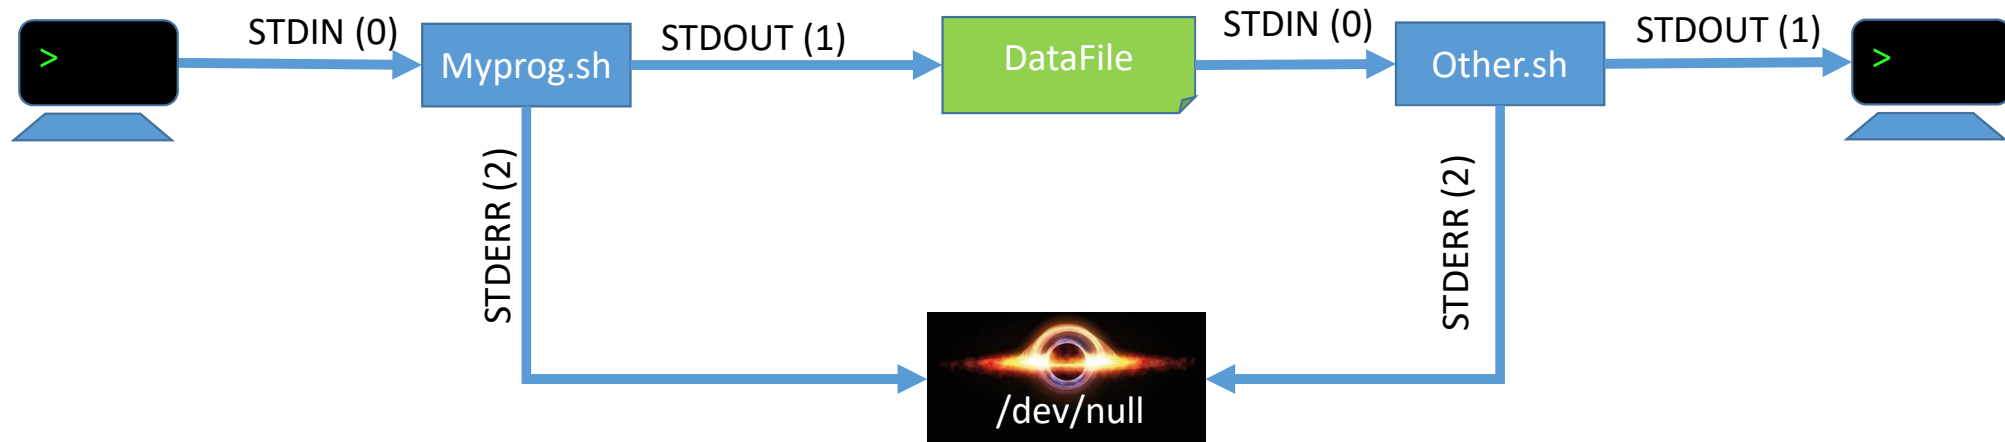 >
STDIN (0)
Myprog.sh
STDOUT (1)
DataFile
STDIN (0)
Other.sh
STDOUT (1)
>
STDERR (2)
STDERR (2)
/dev/null